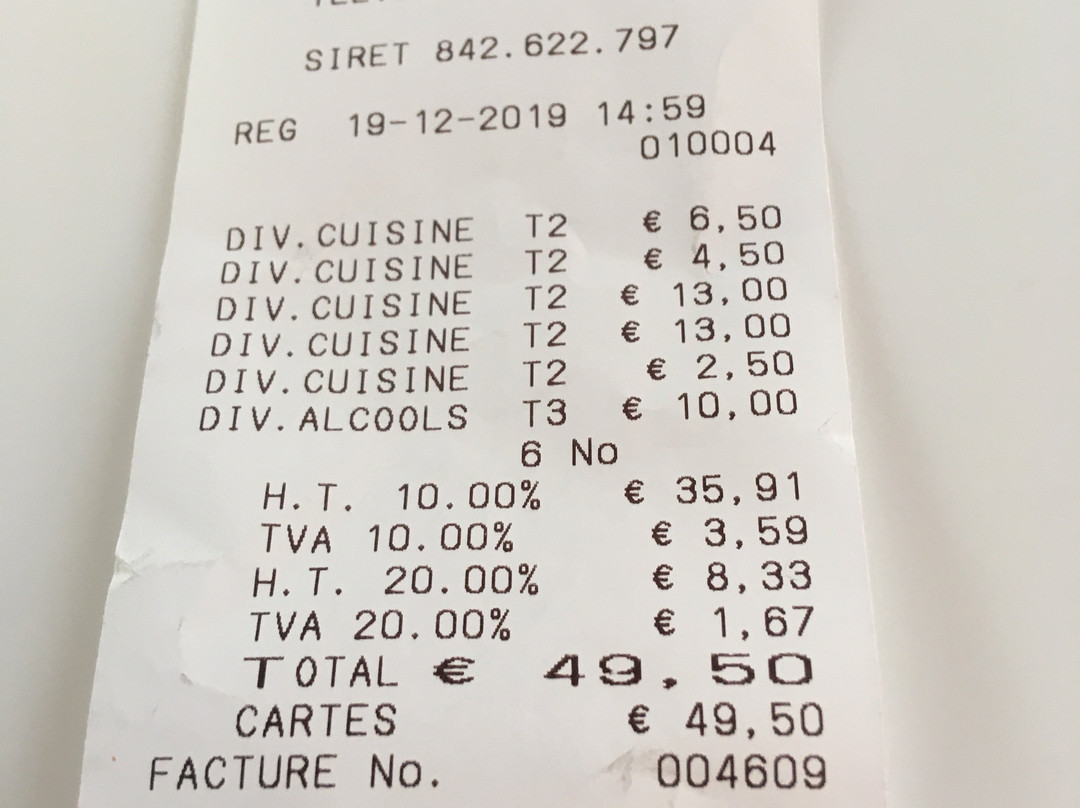 SIRET 842.622.797
REG 19-12-2019 14:59
010004
DIV.CUISINE T2 € 6,50
DIV.CUISINE T2 € 4,50
DIV.CUISINE T2 € 13,00
DIV.CUISINE T2 € 13,00
DIV.CUISINE T2 € 2,50
DIV.ALCOOLS T3 € 10,00
6 No
H.T. 10.00% € 35,91
TVA 10.00% € 3,59
H.T. 20.00% € 8,33
TVA 20.00% € 1,67
TOTAL € 49,50
CARTES € 49,50
FACTURE No. 004609